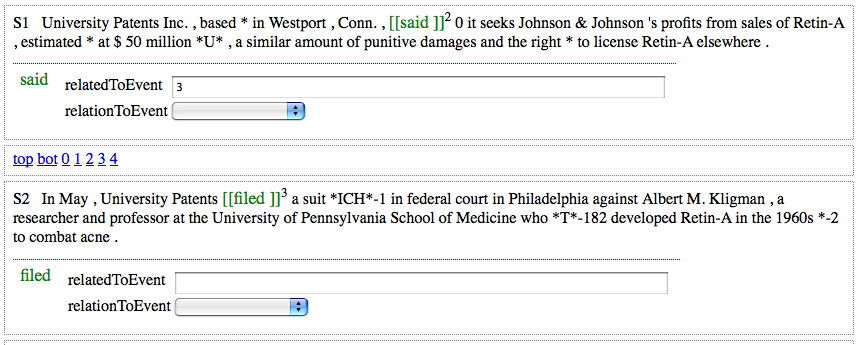 S1 University Patents Inc. , based * in Westport , Conn. , [[said ]]2 0 it seeks Johnson & Johnson 's profits from sales of Retin-A
, estimated * at $ 50 million *U* , a similar amount of punitive damages and the right * to license Retin-A elsewhere .
said relatedToEvent 3
relationToEvent
top bot 0 1 2 3 4
S2 In May , University Patents [[filed ]]3 a suit *ICH*-1 in federal court in Philadelphia against Albert M. Kligman , a
researcher and professor at the University of Pennsylvania School of Medicine who *T*-182 developed Retin-A in the 1960s *-2
to combat acne .
filed relatedToEvent
relationToEvent